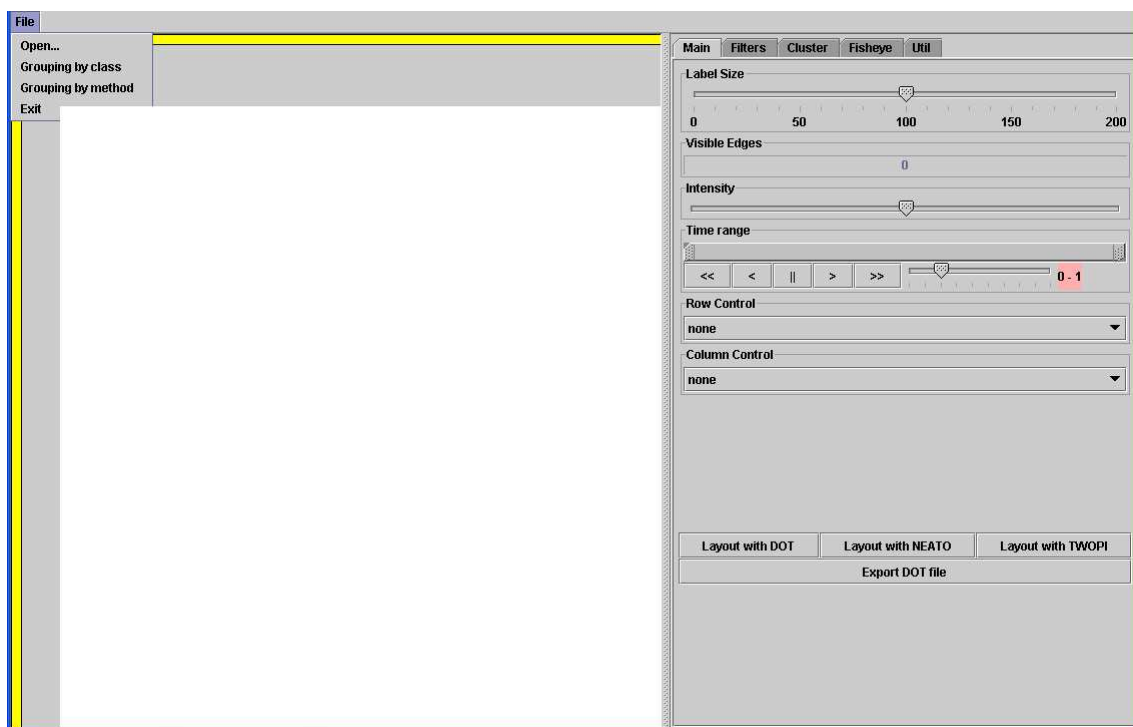 File
Open...
Grouping by class
Grouping by method
Exit
Main Filters Cluster Fisheye Util
Label Size
0 50 100 150 200
Visible Edges
0
Intensity
Time range
<< < || > >> 0 - 1
Row Control
none
Column Control
none
Layout with DOT Layout with NEATO Layout with TWOPI
Export DOT file